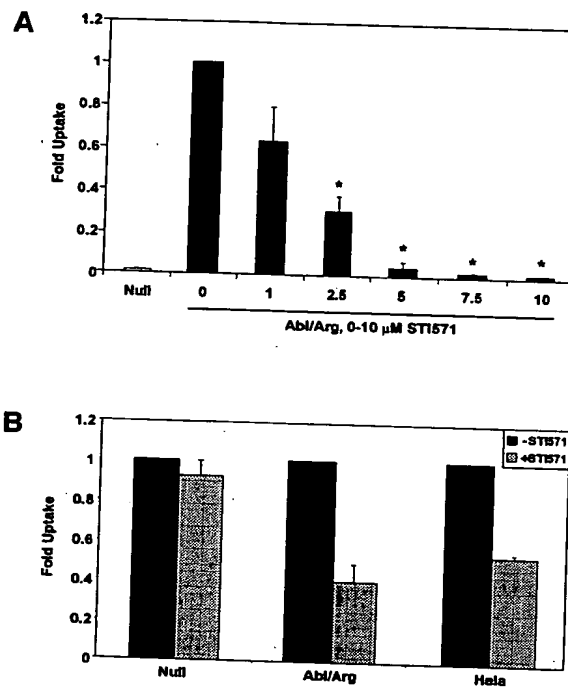 A
1.2
1
0.8
0.6
0.4
0.2
0
Fold Uptake
* * * *
Null 0 1 2.5 5 7.5 10
Abl/Arg, 0-10 μM STI571
B
1.2
1
0.8
0.6
0.4
0.2
0
Fold Uptake
-STI571
+STI571
Null Abl/Arg Hela